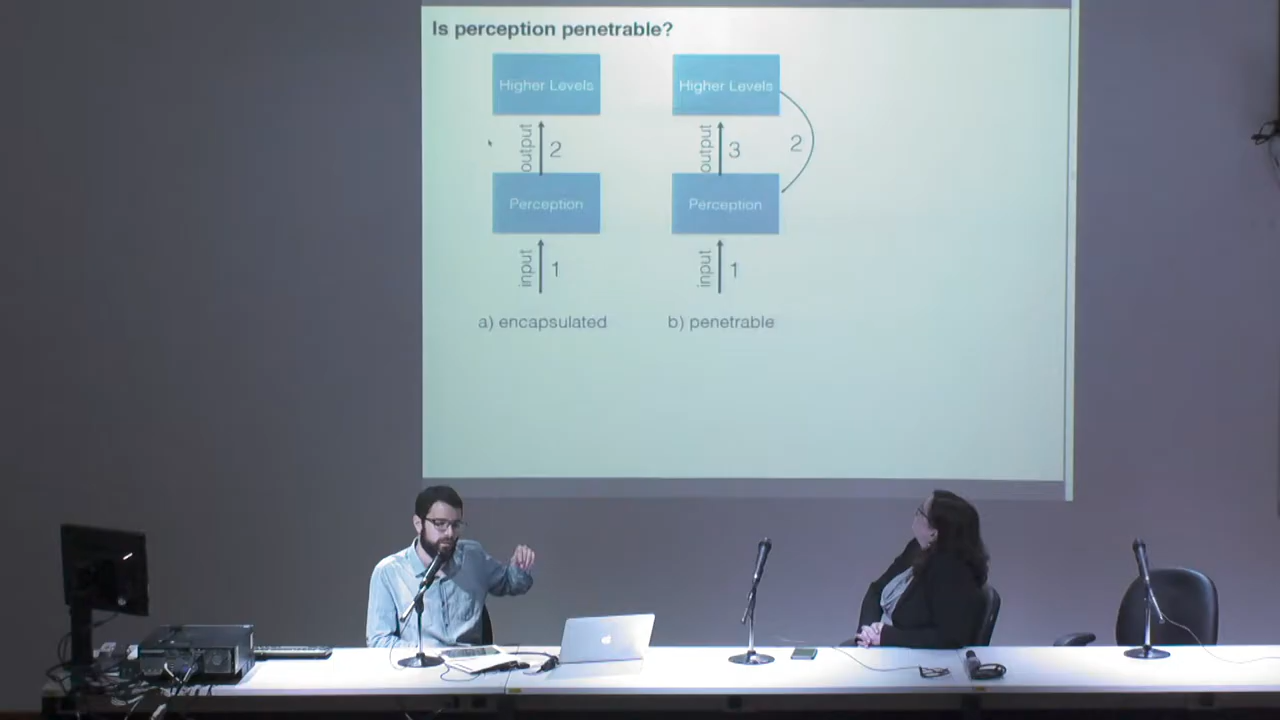 Is perception penetrable?
Higher Levels
Higher Levels
output
2
output
3
2
Perception
Perception
input
1
input
1
a) encapsulated
b) penetrable